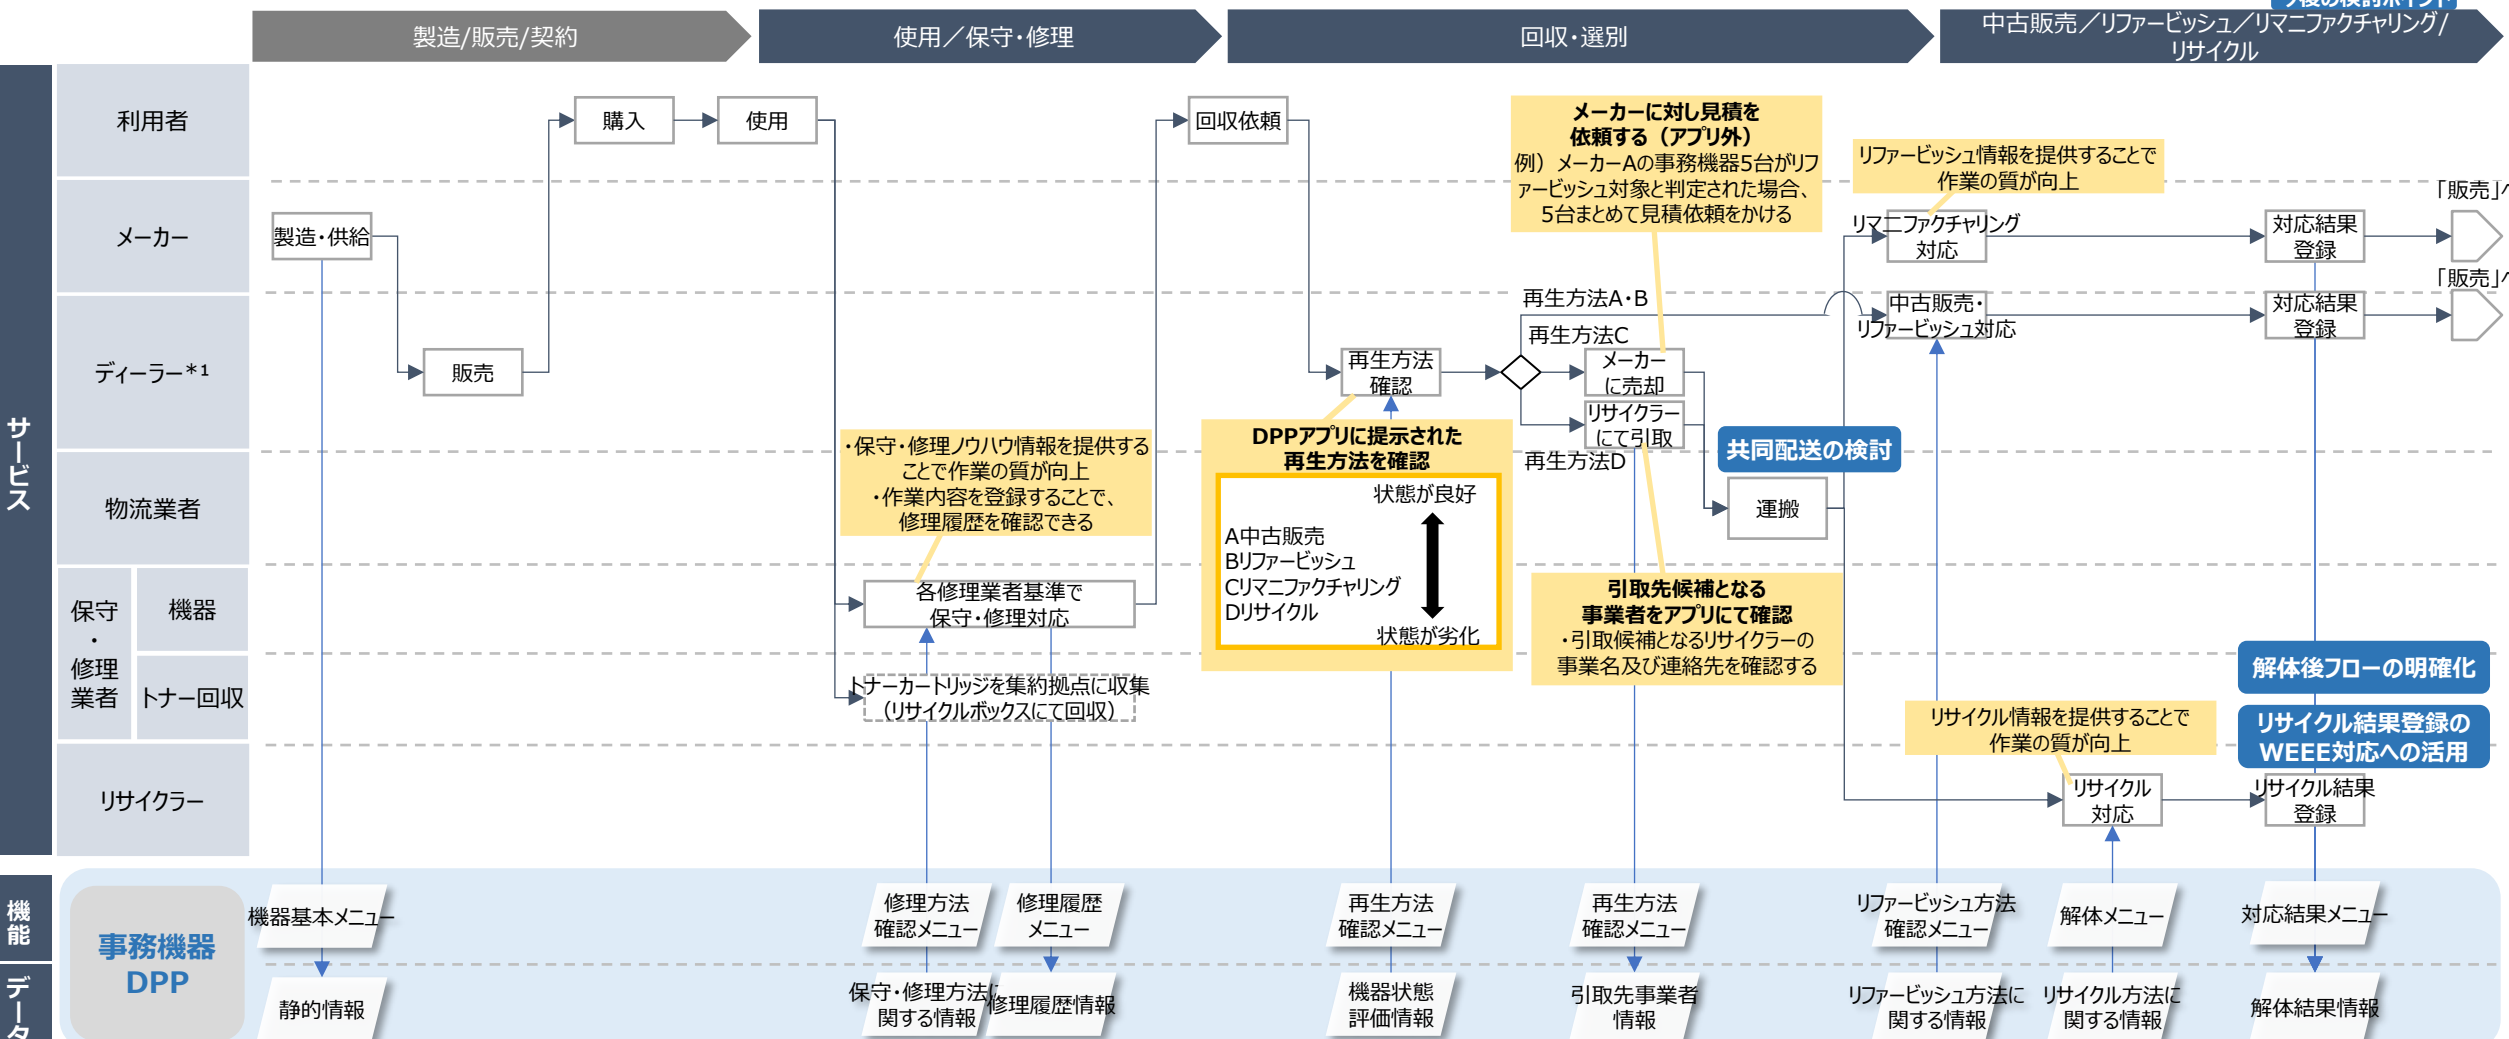 今後の検討ポイント
製造/販売/契約
使用／保守・修理
回収・選別
中古販売／リファービッシュ／リマニファクチャリング/
リサイクル
サービス
利用者
購入
使用
回収依頼
メーカーに対し見積を
依頼する（アプリ外）
例）メーカーAの事務機器5台がリフ
ァービッシュ対象と判定された場合、
5台まとめて見積依頼をかける
リファービッシュ情報を提供することで
作業の質が向上
メーカー
製造・供給
リマニファクチャリング
対応
対応結果
登録
「販売」へ
ディーラー＊1
販売
再生方法
確認
再生方法A・B
再生方法C
メーカー
に売却
リサイクラー
にて引取
再生方法D
中古販売・
リファービッシュ対応
対応結果
登録
「販売」へ
DPPアプリに提示された
再生方法を確認
状態が良好
A中古販売
Bリファービッシュ
Cリマニファクチャリング
Dリサイクル
状態が劣化
・保守・修理ノウハウ情報を提供する
ことで作業の質が向上
・作業内容を登録することで、
修理履歴を確認できる
共同配送の検討
物流業者
運搬
引取先候補となる
事業者をアプリにて確認
・引取候補となるリサイクラーの
事業名及び連絡先を確認する
保守
・
修理
業者
機器
各修理業者基準で
保守・修理対応
トナー回収
トナーカートリッジを集約拠点に収集
（リサイクルボックスにて回収）
解体後フローの明確化
リサイクル情報を提供することで
作業の質が向上
リサイクル結果登録の
WEEE対応への活用
リサイクラー
リサイクル
対応
リサイクル結果
登録
機能
事務機器
DPP
機器基本メニュー
修理方法
確認メニュー
修理履歴
メニュー
再生方法
確認メニュー
再生方法
確認メニュー
リファービッシュ方法
確認メニュー
解体メニュー
対応結果メニュー
データ
静的情報
保守・修理方法に
関する情報
修理履歴情報
機器状態
評価情報
引取先事業者
情報
リファービッシュ方法に
関する情報
リサイクル方法に
関する情報
解体結果情報